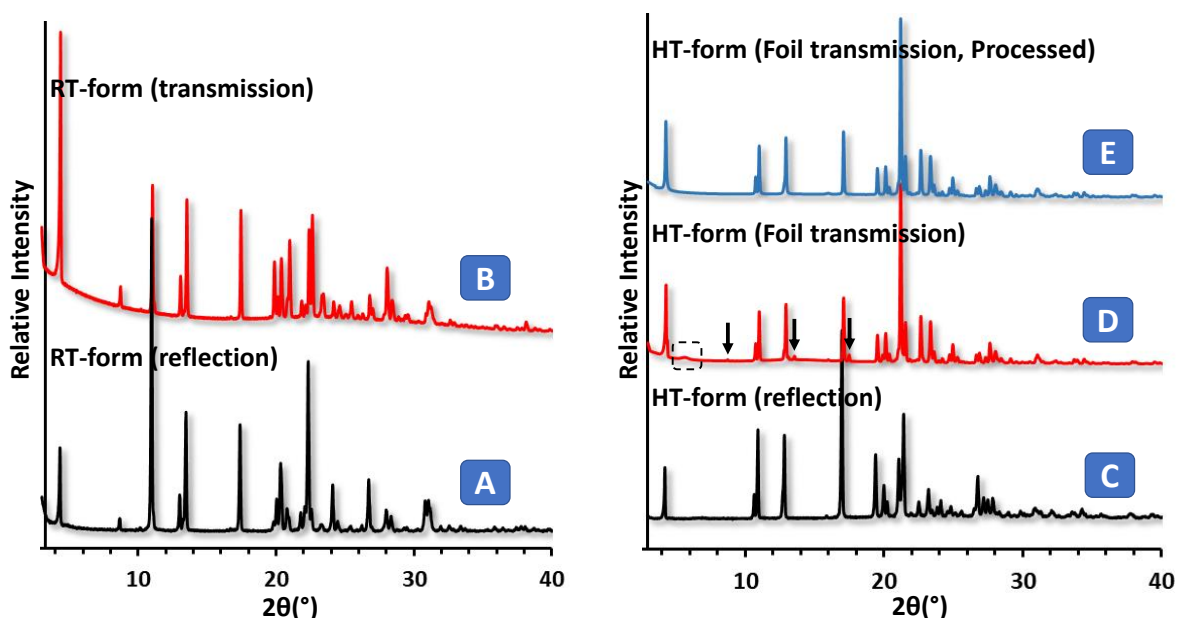 RT-form (transmission)
B
RT-form (reflection)
A
Relative Intensity
10
20
30
40
2θ(°)
HT-form (Foil transmission, Processed)
E
HT-form (Foil transmission)
D
HT-form (reflection)
C
Relative Intensity
10
20
30
40
2θ(°)